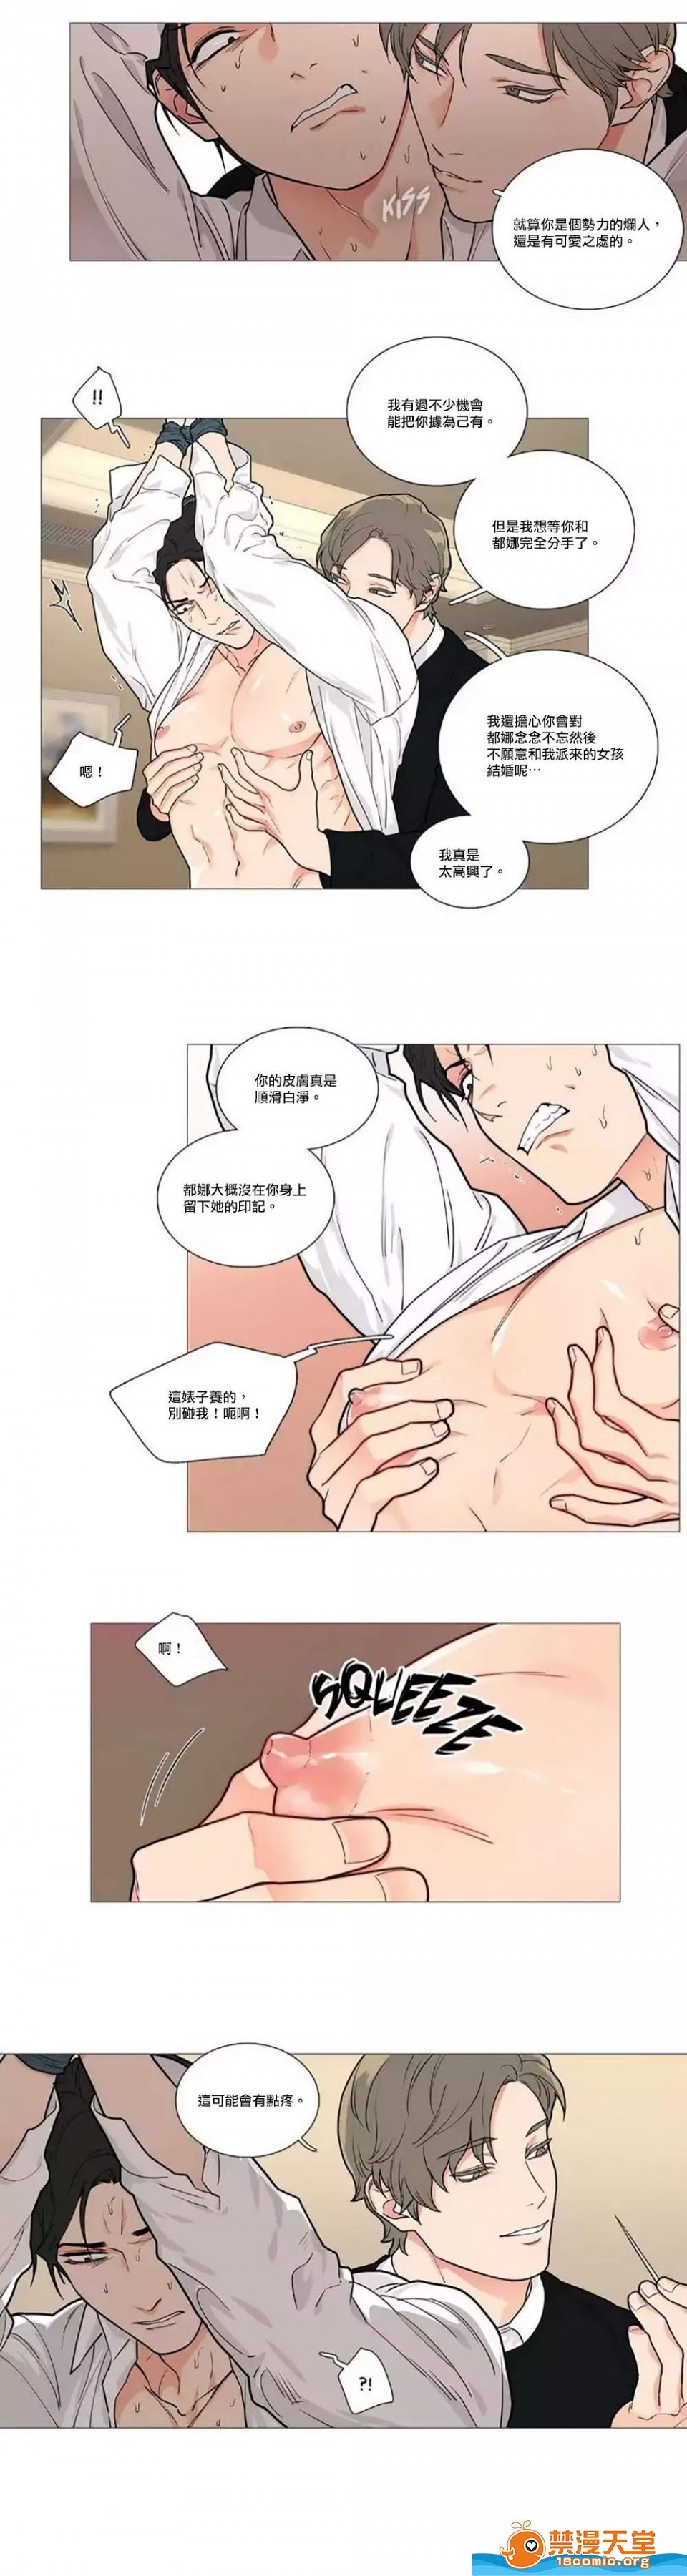 KISS
就算你是個勢力的爛人，
還是有可愛之處的。
!!
我有過不少機會
能把你據為己有。
但是我想等你和
都娜完全分手了。
我還擔心你會對
都娜念念不忘然後
不願意和我派來的女孩
結婚呢…
嗯！
我真是
太高興了。
你的皮膚真是
順滑白淨。
都娜大概沒在你身上
留下她的印記。
這婊子養的，
別碰我！呃啊！
啊！
SQUEEZE
這可能會有點疼。
?!
禁漫天堂
18comic.org